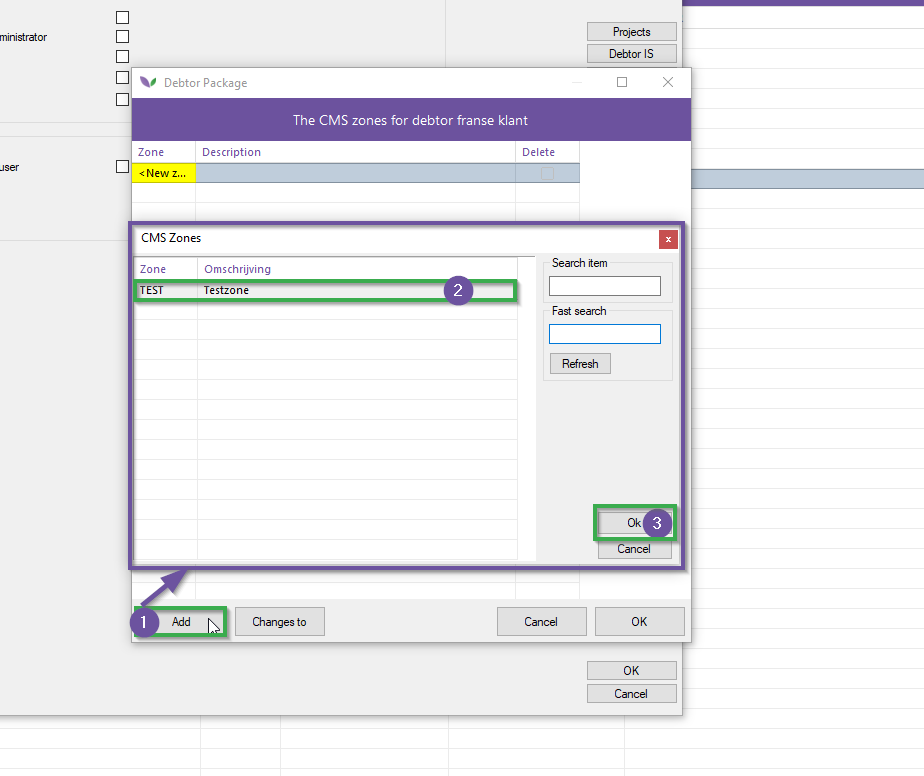 Projects
ministrator
Debtor IS
Debtor Package
The CMS zones for debtor franse klant
Zone Description Delete
user
<New z...
CMS Zones
x
Zone Omschrijving
Search item
TEST Testzone 2
Fast search
Refresh
Ok 3
Cancel
1 Add Changes to Cancel OK
OK
Cancel